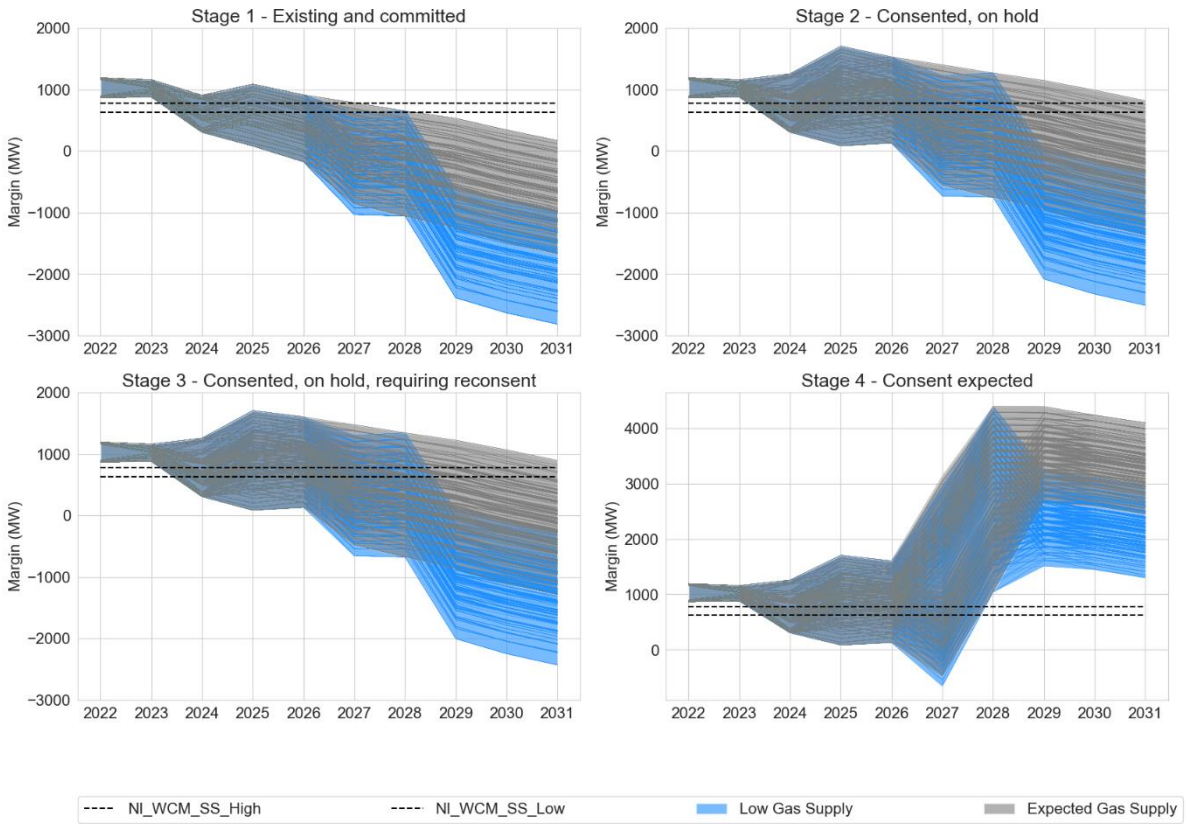 Stage 1 - Existing and committed
Margin (MW)
2000
1000
0
−1000
−2000
−3000
2022 2023 2024 2025 2026 2027 2028 2029 2030 2031
Stage 2 - Consented, on hold
Margin (MW)
2000
1000
0
−1000
−2000
−3000
2022 2023 2024 2025 2026 2027 2028 2029 2030 2031
Stage 3 - Consented, on hold, requiring reconsent
Margin (MW)
2000
1000
0
−1000
−2000
−3000
2022 2023 2024 2025 2026 2027 2028 2029 2030 2031
Stage 4 - Consent expected
Margin (MW)
4000
3000
2000
1000
0
2022 2023 2024 2025 2026 2027 2028 2029 2030 2031
NI_WCM_SS_High NI_WCM_SS_Low Low Gas Supply Expected Gas Supply